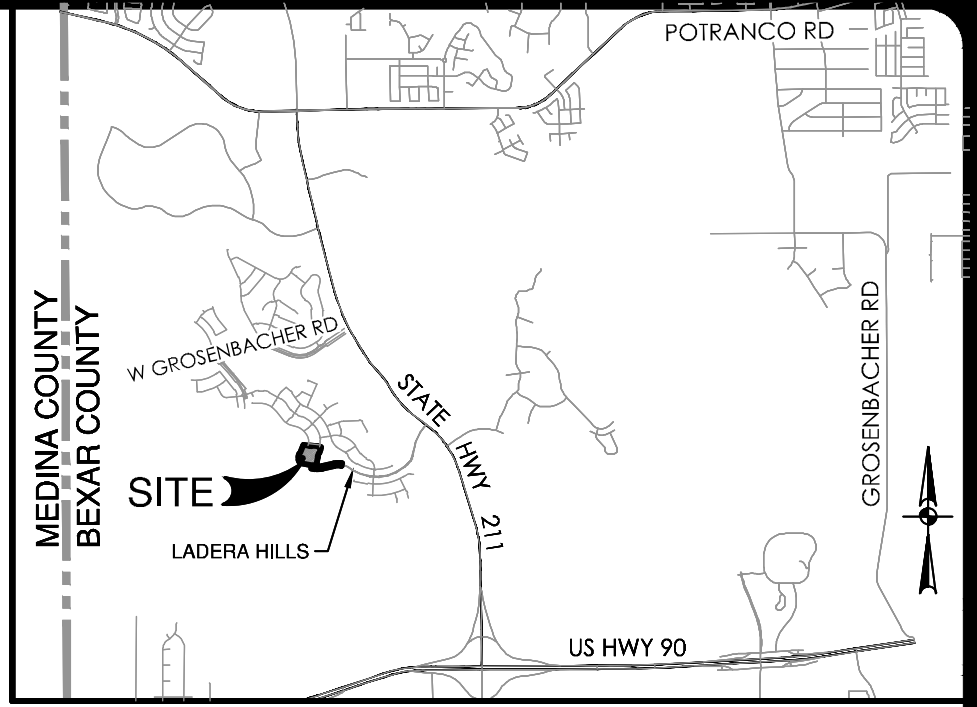 POTRANCO RD
MEDINA COUNTY
BEXAR COUNTY
W GROSENBACHER RD
GROSENBACHER RD
STATE HWY 211
SITE
LADERA HILLS
US HWY 90